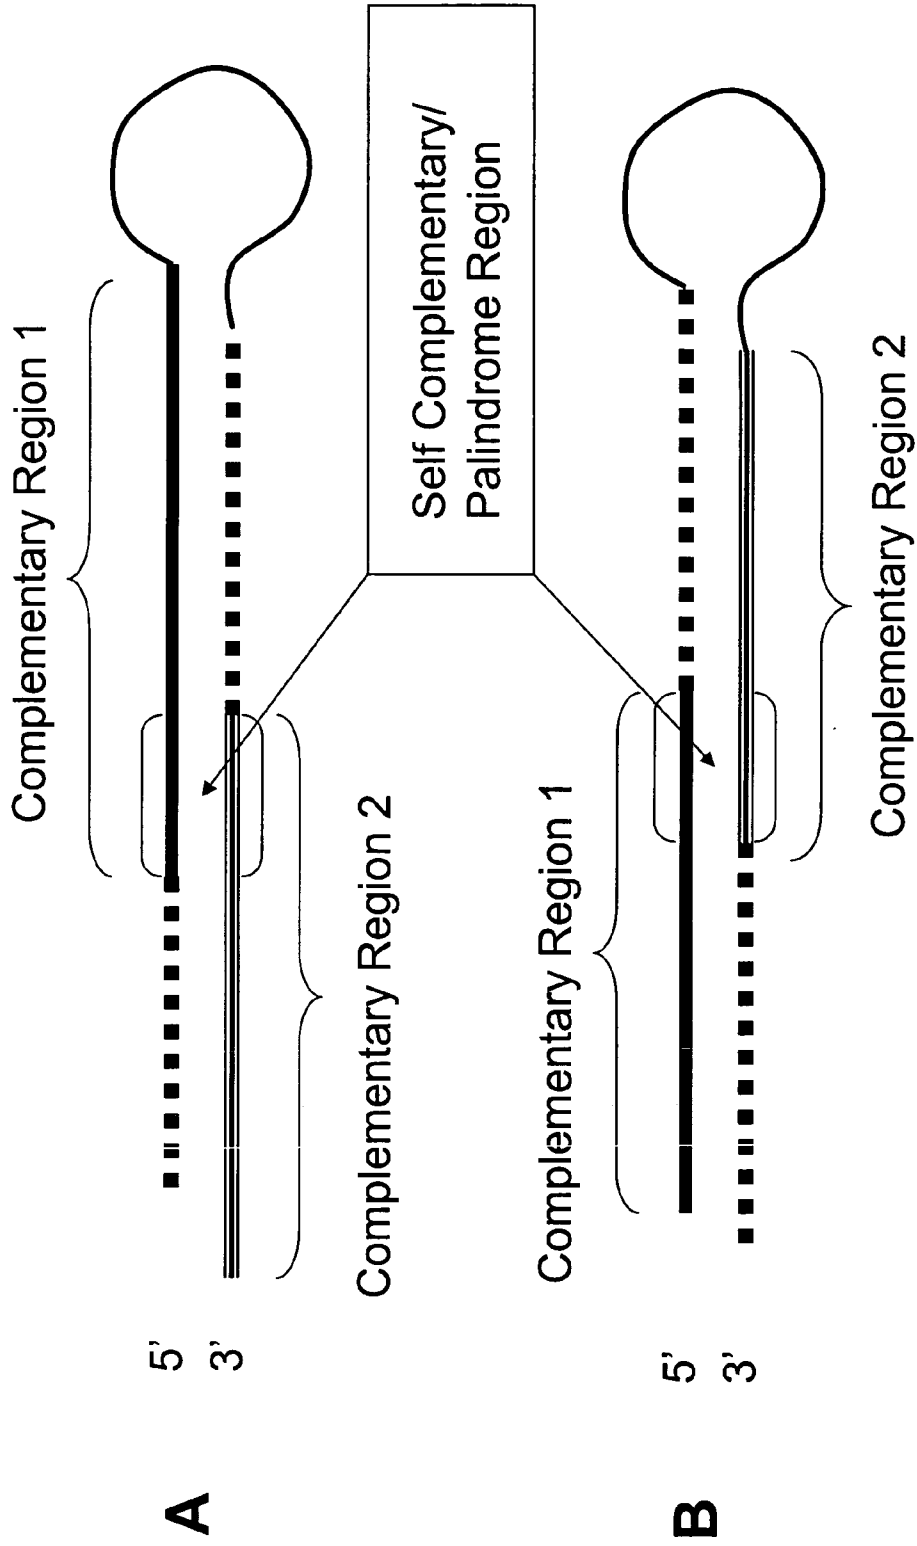 A
5'
3'
Complementary Region 1
Complementary Region 2
Self Complementary/
Palindrome Region
B
5'
3'
Complementary Region 1
Complementary Region 2